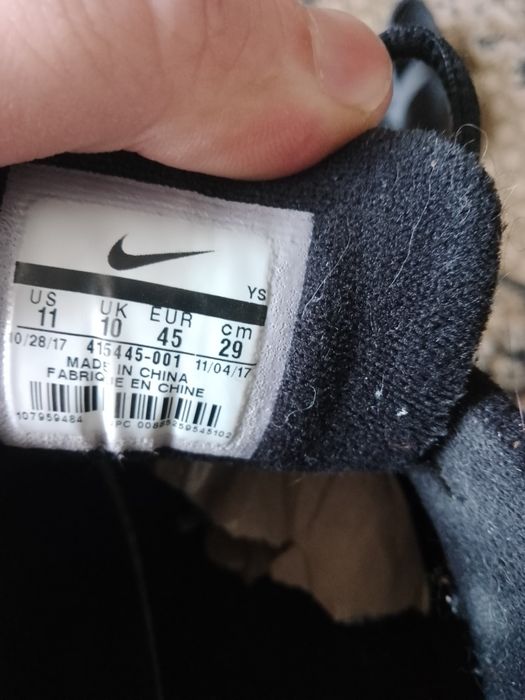 YS
US UK EUR cm
11 10 45 29
10/28/17 415445-001 11/04/17
MADE IN CHINA
FABRIQUE EN CHINE
107959484